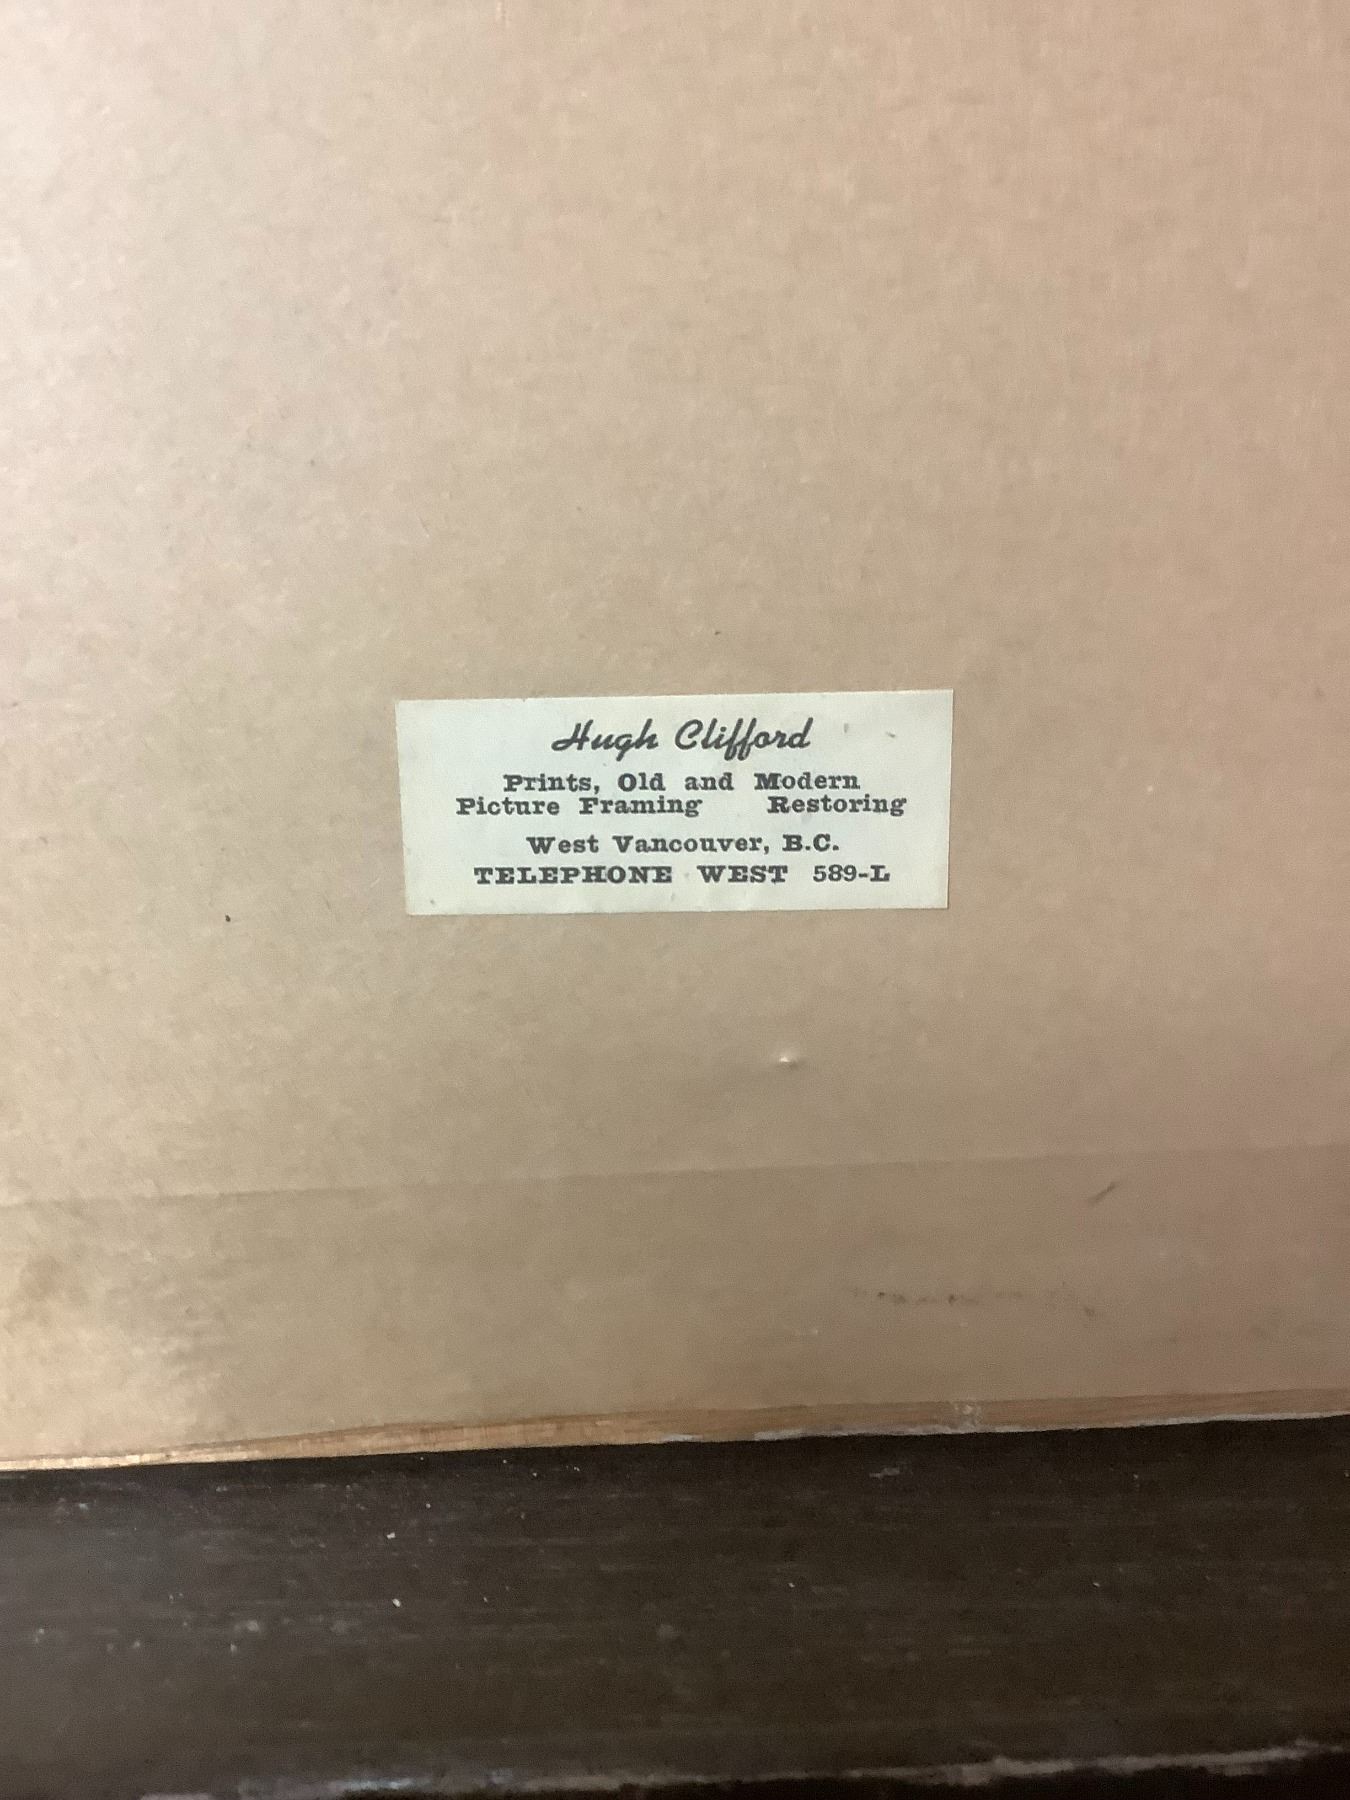 Hugh Clifford
Prints, Old and Modern
Picture Framing Restoring
West Vancouver, B.C.
TELEPHONE WEST 589-L